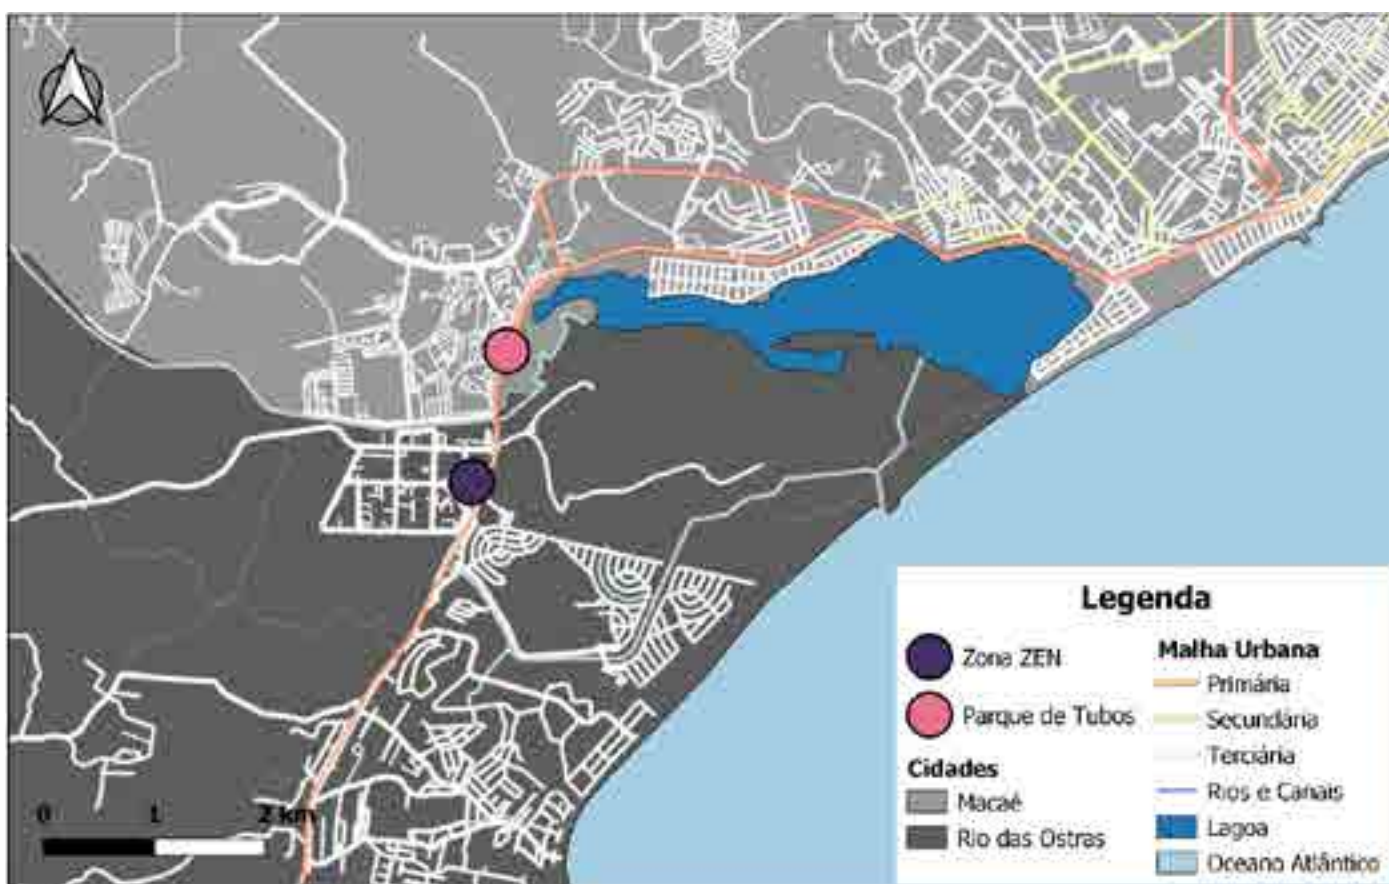 Legenda
Zona ZEN
Parque de Tubos
Cidades
Macaé
Rio das Ostras
Malha Urbana
Primária
Secundária
Terciária
Rios e Canais
Lagoa
Oceano Atlântico
0 1 2 km